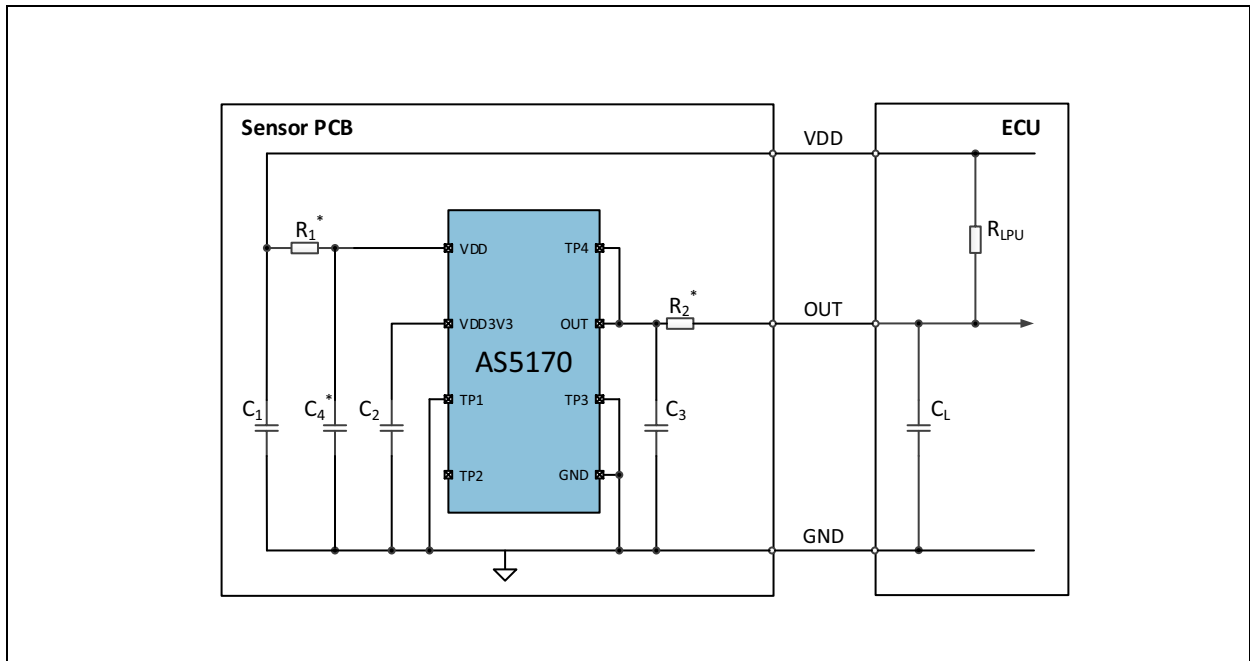 Sensor PCB
VDD
ECU
R1*
VDD
TP4
RLPU
R2*
OUT
VDD3V3
OUT
AS5170
C1
C4*
C2
TP1
TP3
C3
CL
TP2
GND
GND